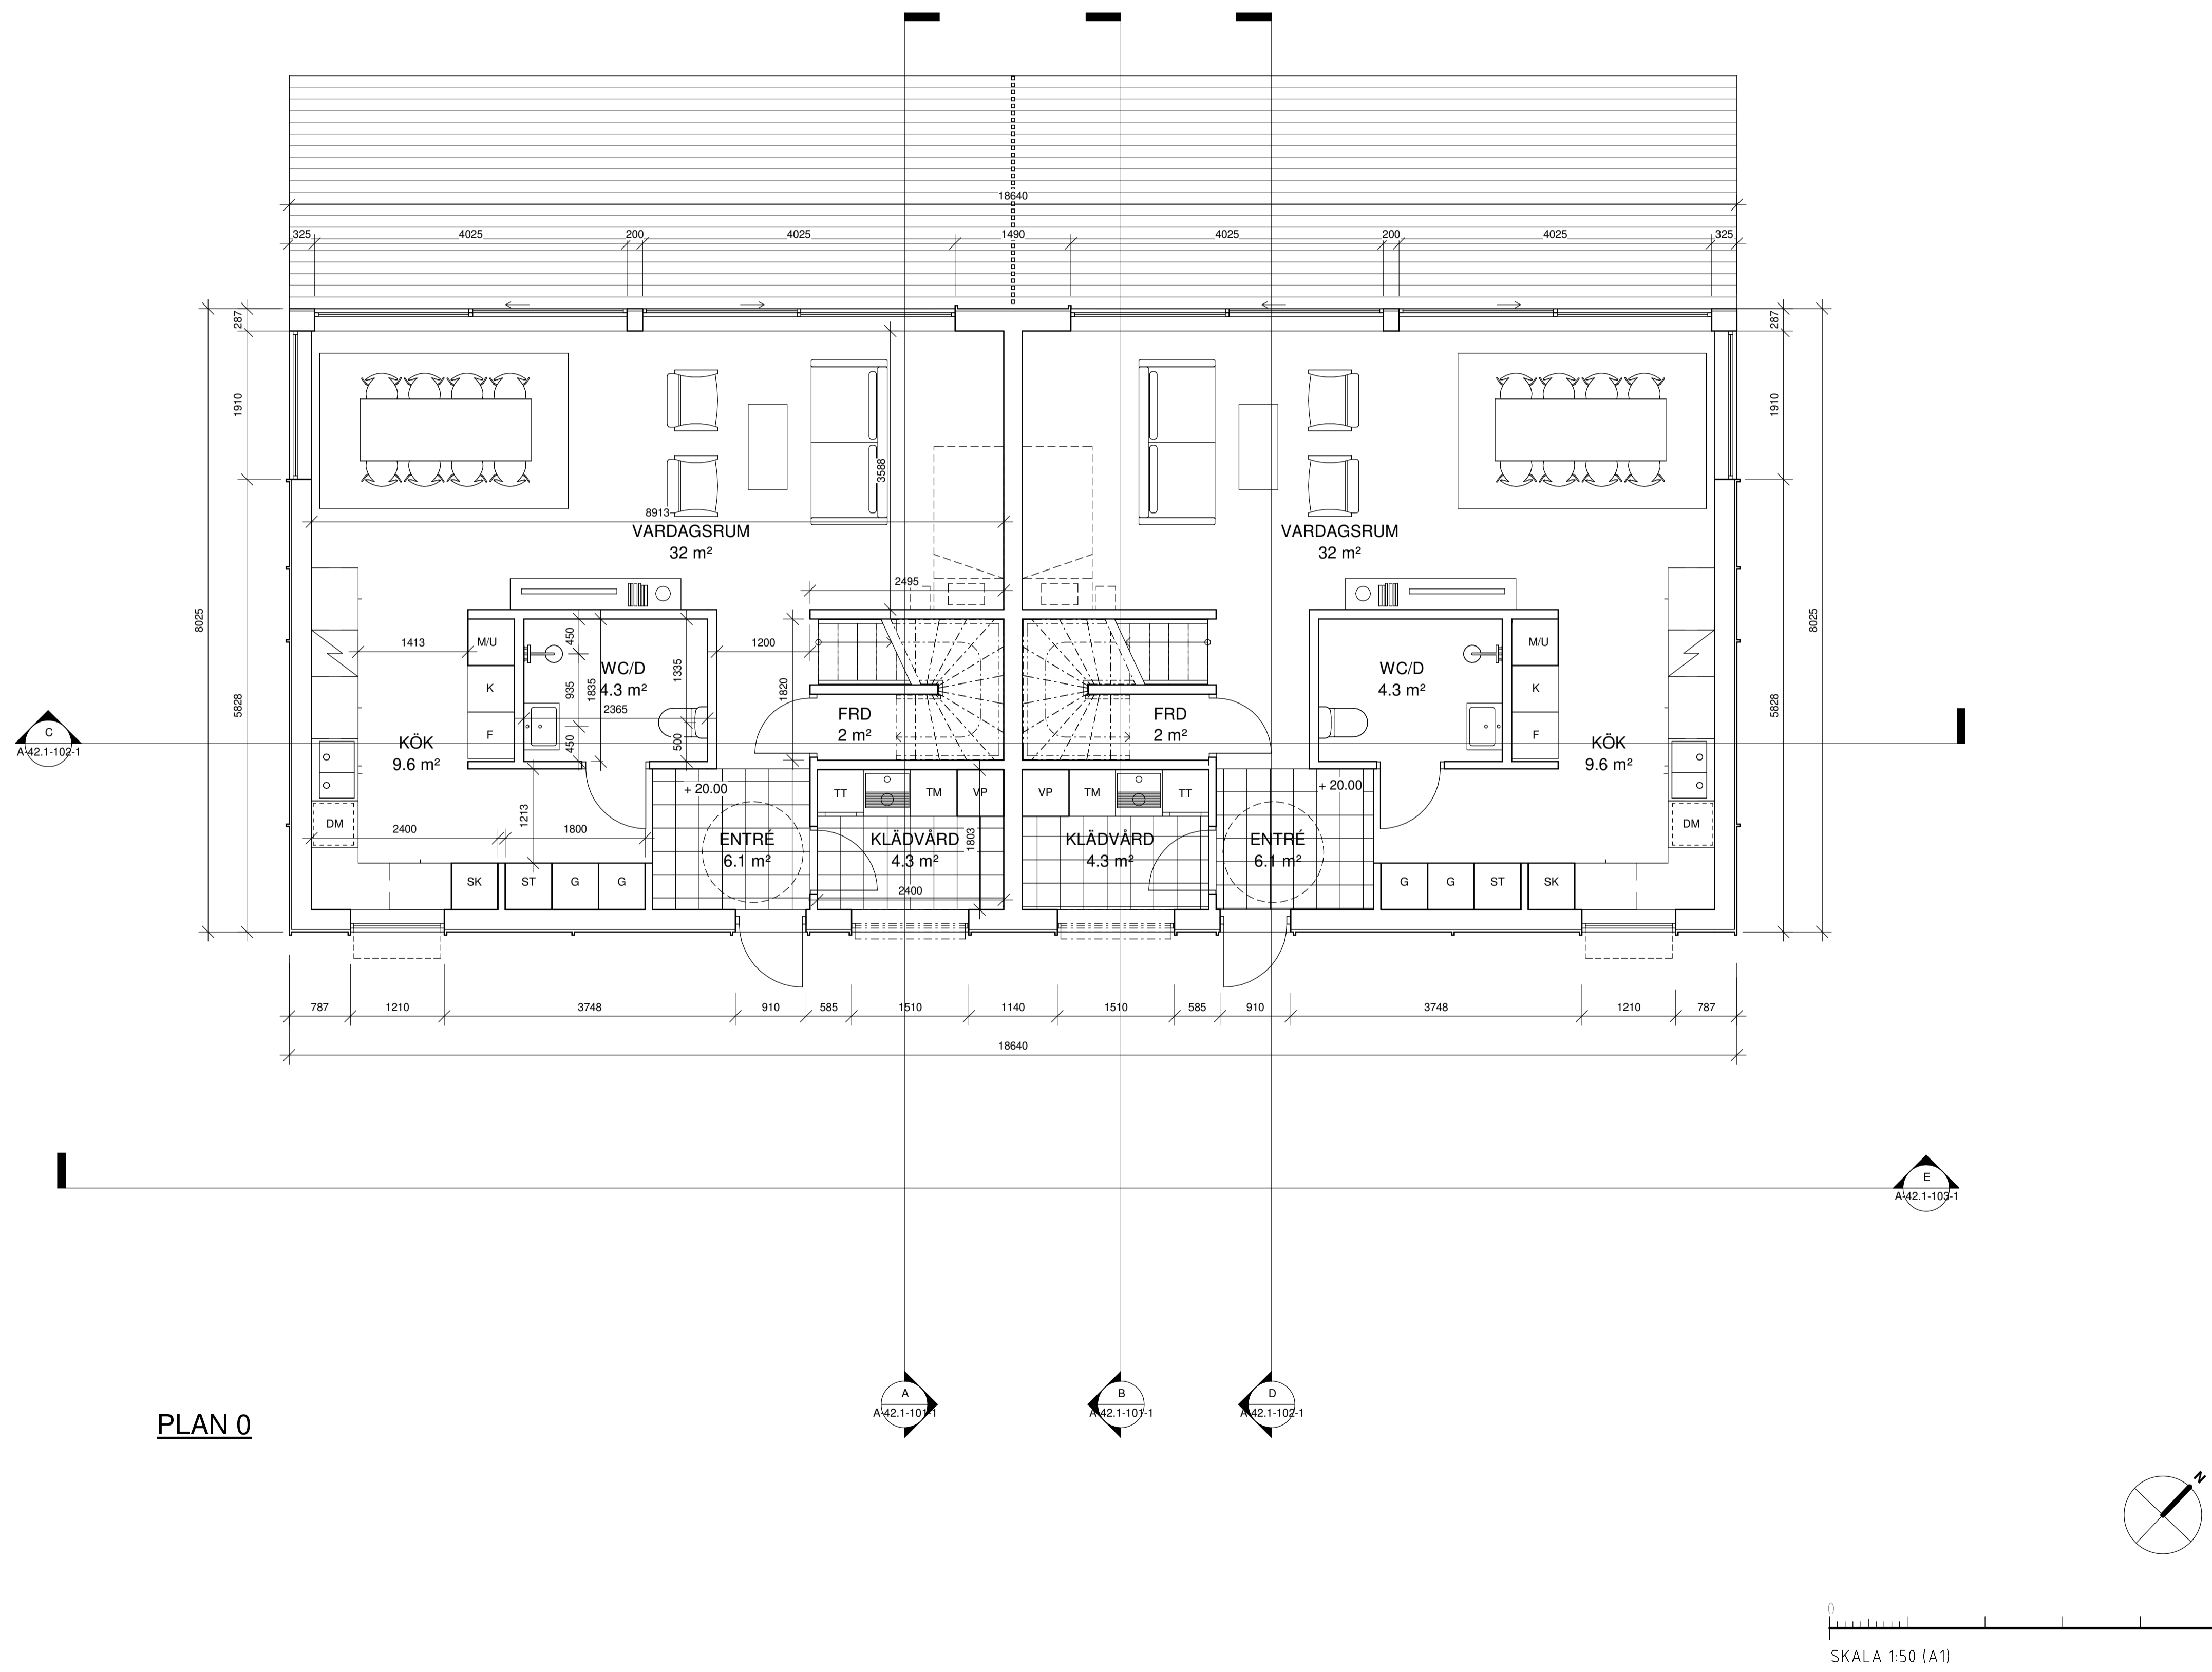 18640
325 4025 200 4025 1490 4025 200 4025 325
287
287
1910
1910
3588
8913
VARDAGSRUM
32 m²
VARDAGSRUM
32 m²
2495
8025
8025
5828
5828
1413
M/U
K
F
450
935
450
1835
1335
500
2365
WC/D
4.3 m²
1200
1820
FRD
2 m²
FRD
2 m²
WC/D
4.3 m²
M/U
K
F
C
A-42.1-102-1
KÖK
9.6 m²
KÖK
9.6 m²
+ 20.00
+ 20.00
TT TM VP
VP TM TT
DM
DM
2400
1213
1800
ENTRÉ
6.1 m²
KLÄDVÅRD
4.3 m²
1803
KLÄDVÅRD
4.3 m²
ENTRÉ
6.1 m²
2400
SK ST G G
G G ST SK
787 1210 3748 910 585 1510 1140 1510 585 910 3748 1210 787
18640
E
A-42.1-103-1
A
A-42.1-101-1
B
A-42.1-101-1
D
A-42.1-102-1
PLAN 0
N
0
SKALA 1:50 (A1)